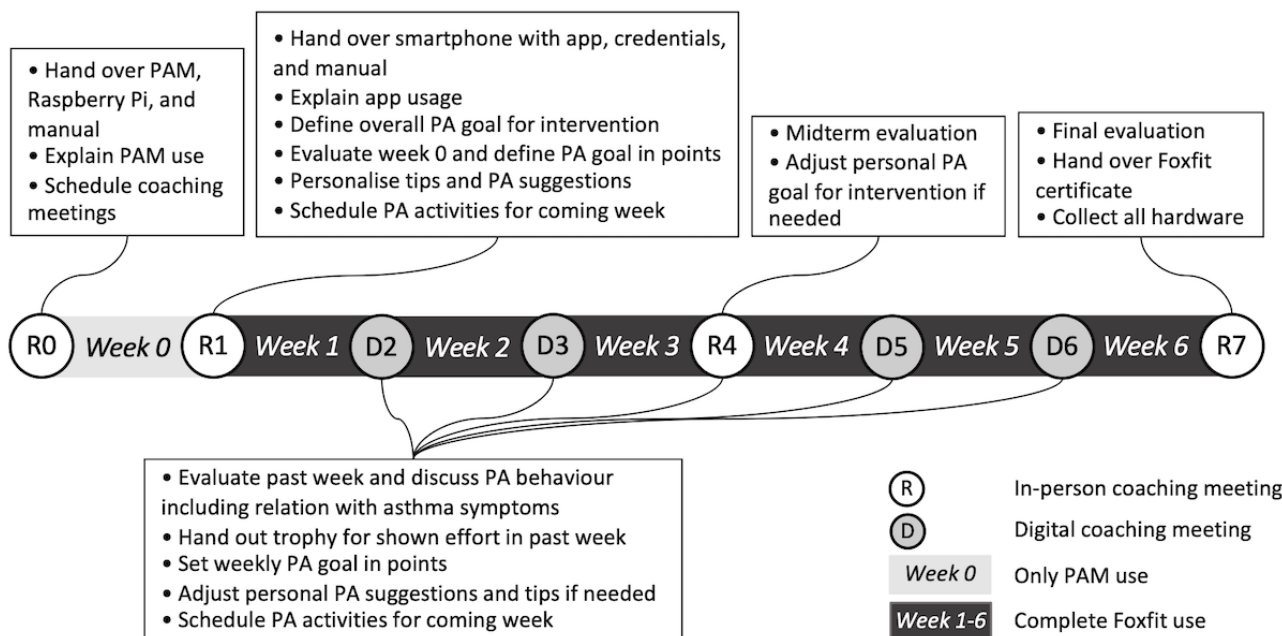 • Hand over PAM,
Raspberry Pi, and
manual
• Explain PAM use
• Schedule coaching
meetings
• Hand over smartphone with app, credentials,
and manual
• Explain app usage
• Define overall PA goal for intervention
• Evaluate week 0 and define PA goal in points
• Personalise tips and PA suggestions
• Schedule PA activities for coming week
• Midterm evaluation
• Adjust personal PA
goal for intervention if
needed
• Final evaluation
• Hand over Foxfit
certificate
• Collect all hardware
R0 Week 0 R1 Week 1 D2 Week 2 D3 Week 3 R4 Week 4 D5 Week 5 D6 Week 6 R7
• Evaluate past week and discuss PA behaviour
including relation with asthma symptoms
• Hand out trophy for shown effort in past week
• Set weekly PA goal in points
• Adjust personal PA suggestions and tips if needed
• Schedule PA activities for coming week
R In-person coaching meeting
D Digital coaching meeting
Week 0 Only PAM use
Week 1-6 Complete Foxfit use